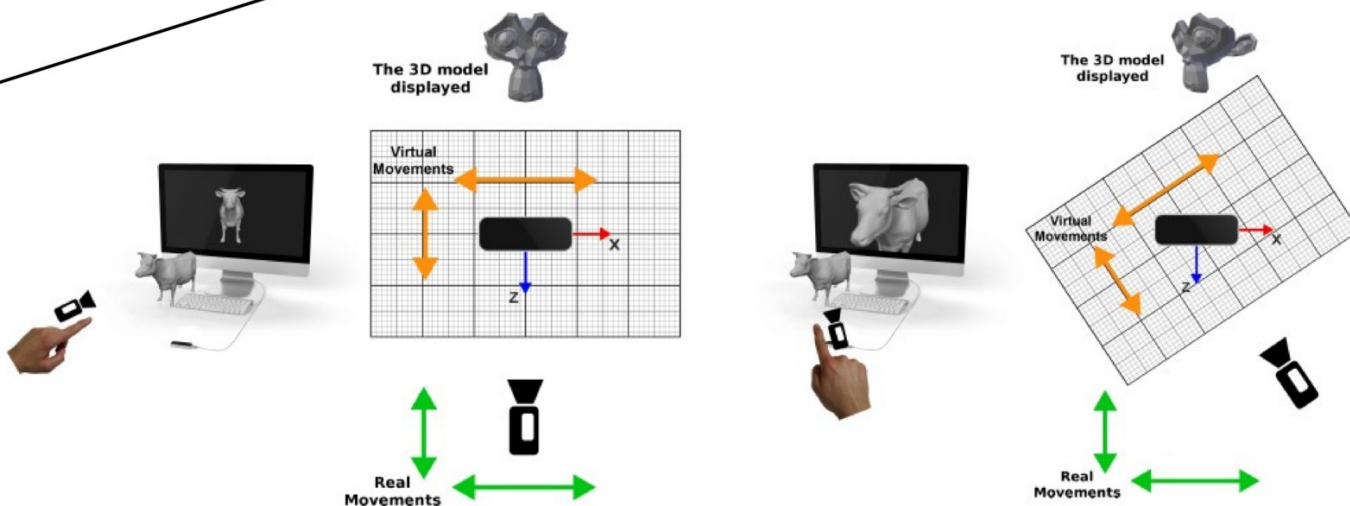 The 3D model
displayed
Virtual
Movements
X
Z
Real
Movements
The 3D model
displayed
Virtual
Movements
X
Z
Real
Movements